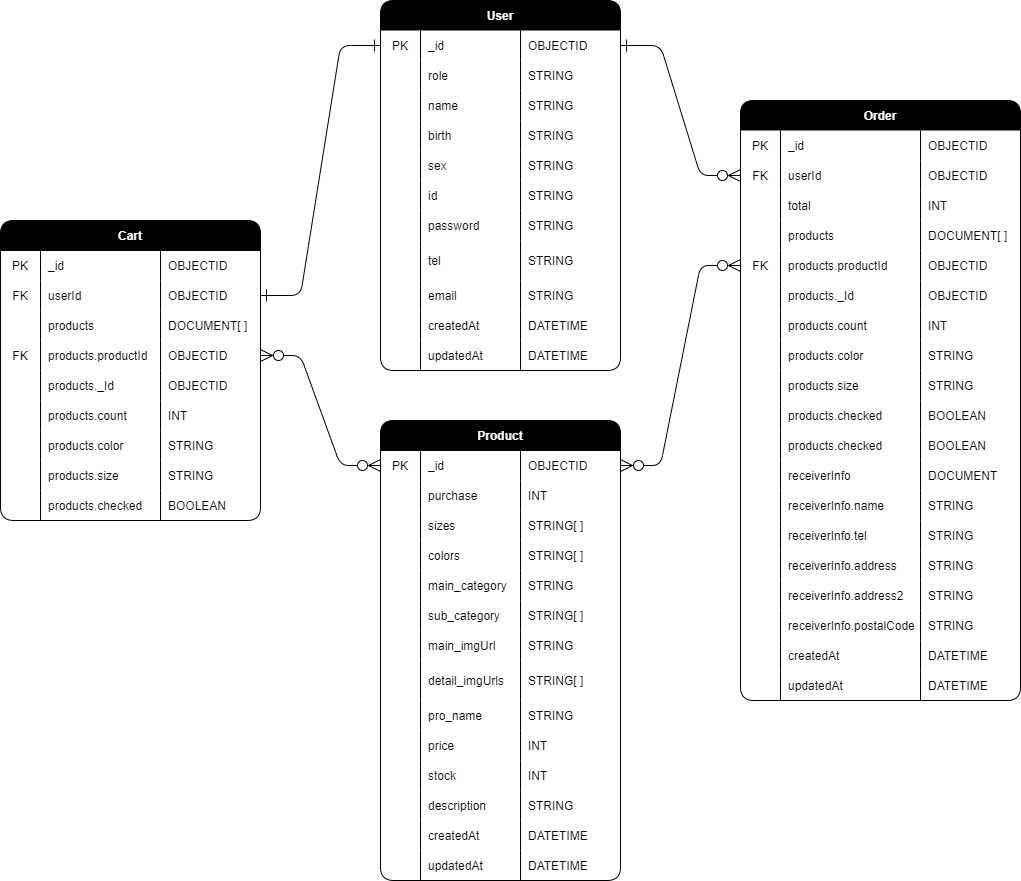 User
PK _id OBJECTID
role STRING
name STRING
birth STRING
sex STRING
id STRING
password STRING
tel STRING
email STRING
createdAt DATETIME
updatedAt DATETIME
Order
PK _id OBJECTID
FK userId OBJECTID
total INT
products DOCUMENT[ ]
FK products.productId OBJECTID
products._Id OBJECTID
products.count INT
products.color STRING
products.size STRING
products.checked BOOLEAN
products.checked BOOLEAN
receiverInfo DOCUMENT
receiverInfo.name STRING
receiverInfo.tel STRING
receiverInfo.address STRING
receiverInfo.address2 STRING
receiverInfo.postalCode STRING
createdAt DATETIME
updatedAt DATETIME
Cart
PK _id OBJECTID
FK userId OBJECTID
products DOCUMENT[ ]
FK products.productId OBJECTID
products._Id OBJECTID
products.count INT
products.color STRING
products.size STRING
products.checked BOOLEAN
Product
PK _id OBJECTID
purchase INT
sizes STRING[ ]
colors STRING[ ]
main_category STRING
sub_category STRING[ ]
main_imgUrl STRING
detail_imgUrls STRING[ ]
pro_name STRING
price INT
stock INT
description STRING
createdAt DATETIME
updatedAt DATETIME